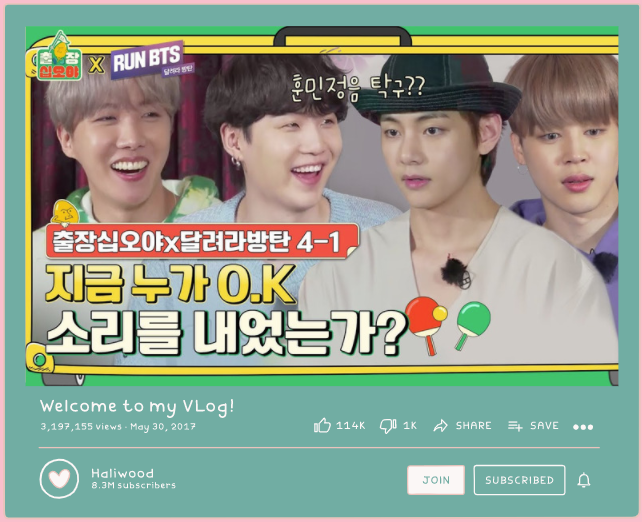 출장
십오야
X
RUN BTS
달려라 방탄
훈민정음 탁구??
출장십오야x달려라방탄 4-1
지금 누가 O.K
소리를 내었는가?
Welcome to my VLog!
3,197,155 views · May 30, 2017
114K
1K
SHARE
SAVE
Haliwood
8.3M subscribers
JOIN
SUBSCRIBED